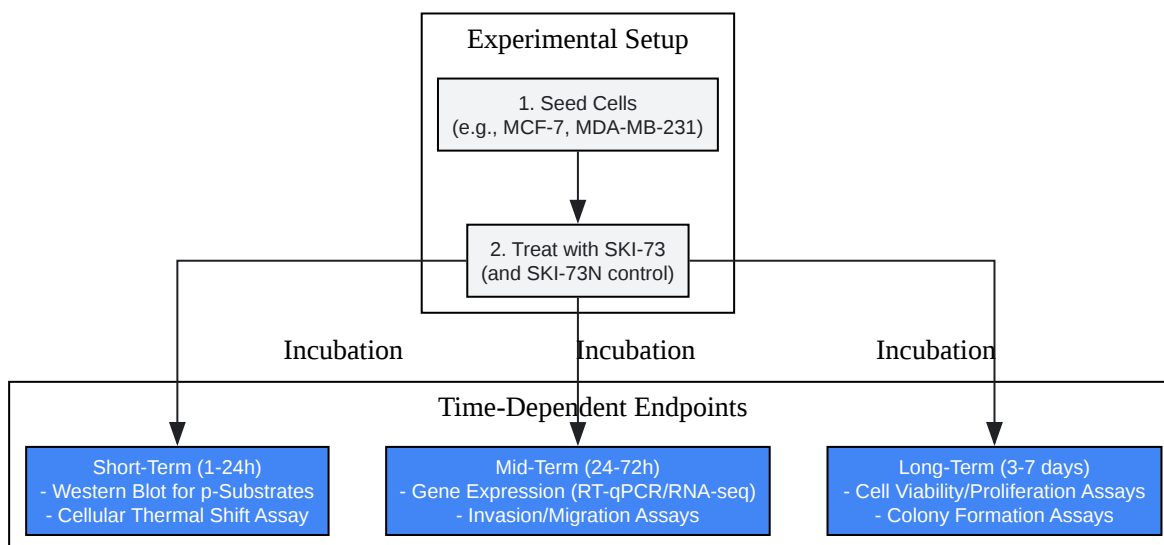 Experimental Setup
1. Seed Cells
(e.g., MCF-7, MDA-MB-231)
2. Treat with SKI-73
(and SKI-73N control)
Incubation
Incubation
Incubation
Time-Dependent Endpoints
Short-Term (1-24h)
- Western Blot for p-Substrates
- Cellular Thermal Shift Assay
Mid-Term (24-72h)
- Gene Expression (RT-qPCR/RNA-seq)
- Invasion/Migration Assays
Long-Term (3-7 days)
- Cell Viability/Proliferation Assays
- Colony Formation Assays